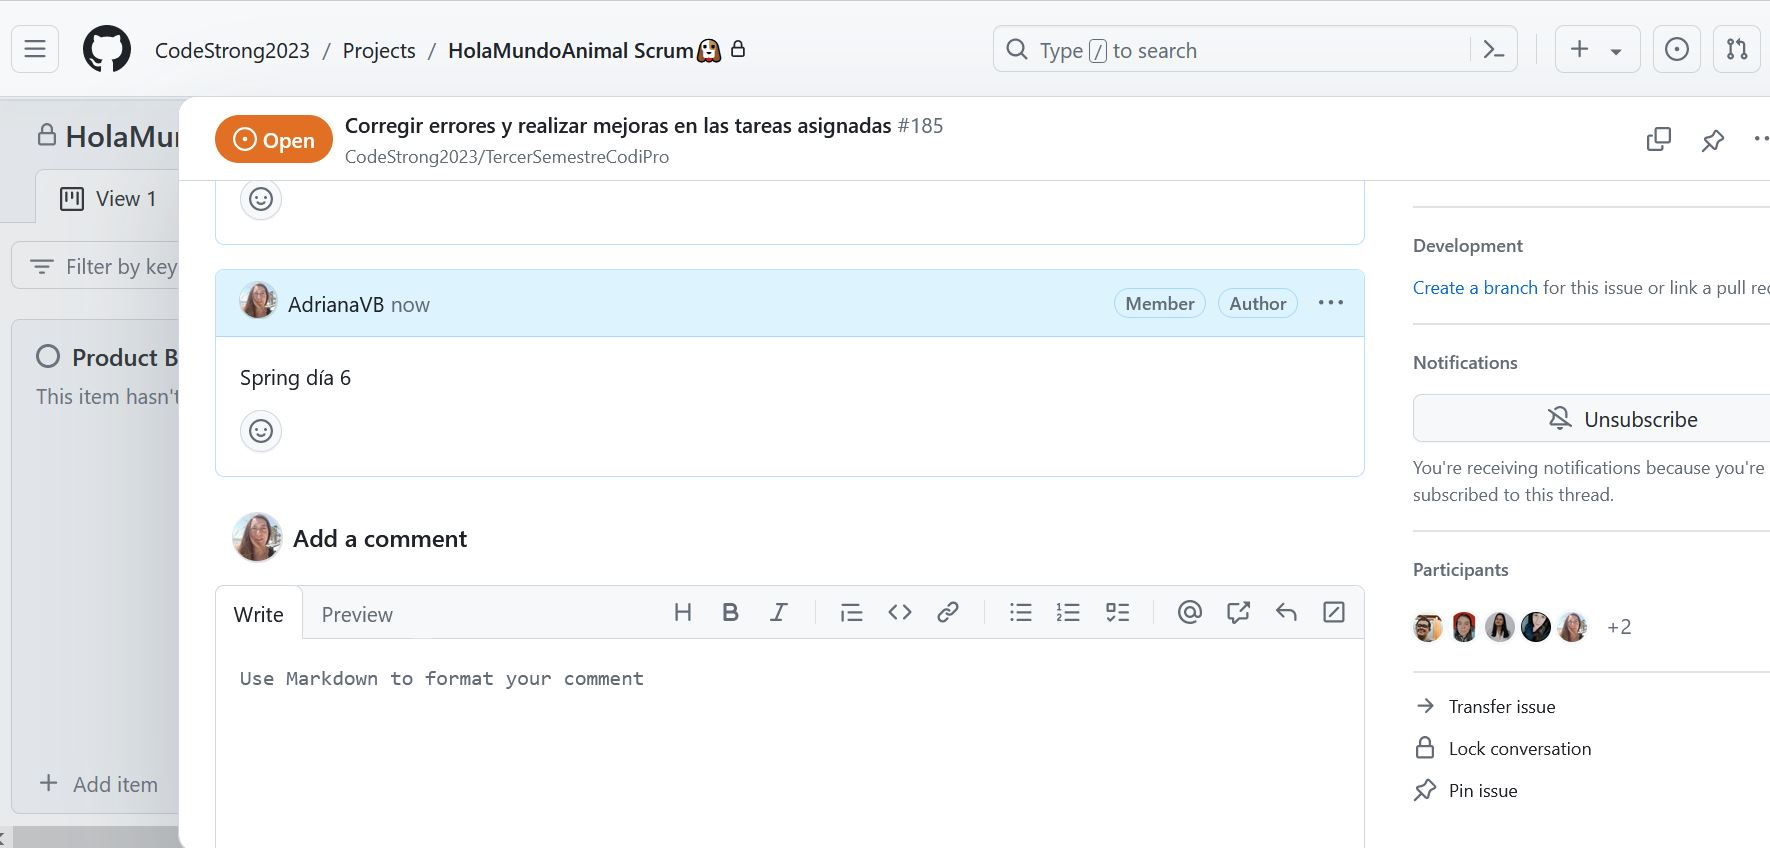 CodeStrong2023 / Projects / HolaMundoAnimal Scrum
Type / to search
HolaMu
Open
Corregir errores y realizar mejoras en las tareas asignadas #185
CodeStrong2023/TercerSemestreCodiPro
View 1
Filter by key
Product B
This item hasn't
Add item
AdrianaVB now
Member
Author
Spring día 6
Add a comment
Write
Preview
Use Markdown to format your comment
Development
Create a branch for this issue or link a pull rec
Notifications
Unsubscribe
You're receiving notifications because you're
subscribed to this thread.
Participants
+2
Transfer issue
Lock conversation
Pin issue